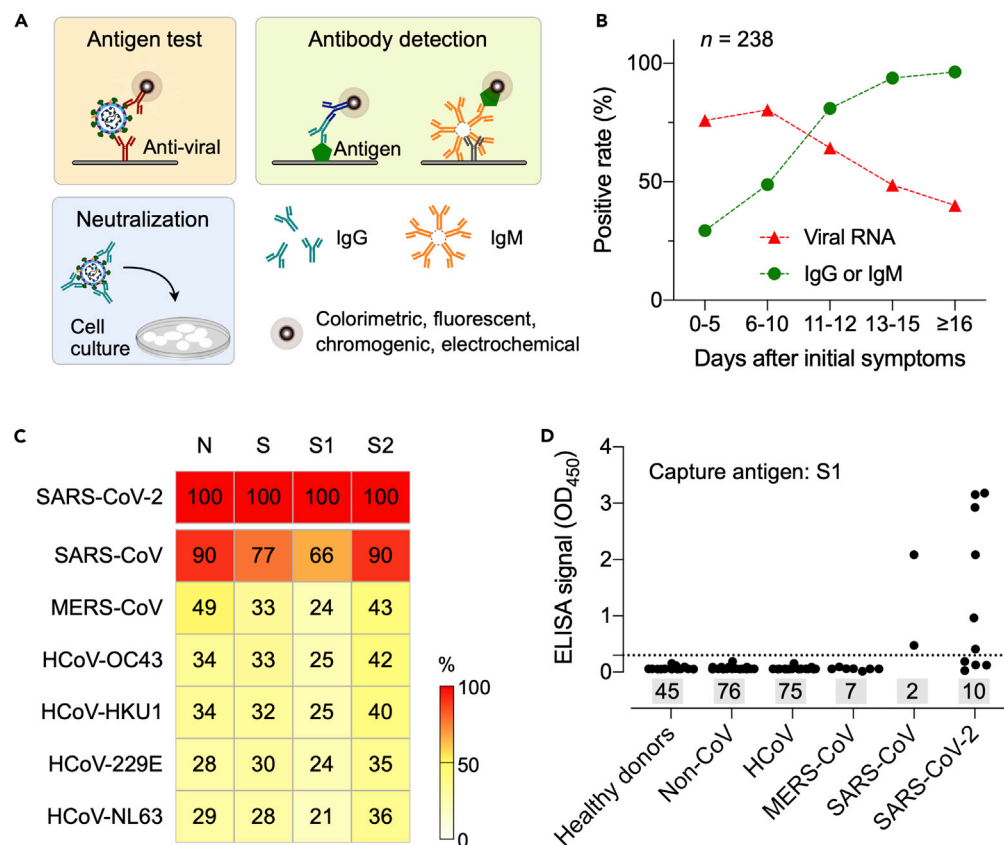 A
Antigen test
Anti-viral
Antibody detection
Antigen
Neutralization
Cell
culture
IgG
IgM
Colorimetric, fluorescent,
chromogenic, electrochemical
B
n = 238
Positive rate (%)
100
50
0
Viral RNA
IgG or IgM
0-5 6-10 11-12 13-15 ≥16
Days after initial symptoms
C
N S S1 S2
SARS-CoV-2 100 100 100 100
SARS-CoV 90 77 66 90
MERS-CoV 49 33 24 43
HCoV-OC43 34 33 25 42
HCoV-HKU1 34 32 25 40
HCoV-229E 28 30 24 35
HCoV-NL63 29 28 21 36
%
100
50
0
D
Capture antigen: S1
ELISA signal (OD450)
4
3
2
1
0
45 76 75 7 2 10
Healthy donors
Non-CoV
HCoV
MERS-CoV
SARS-CoV
SARS-CoV-2